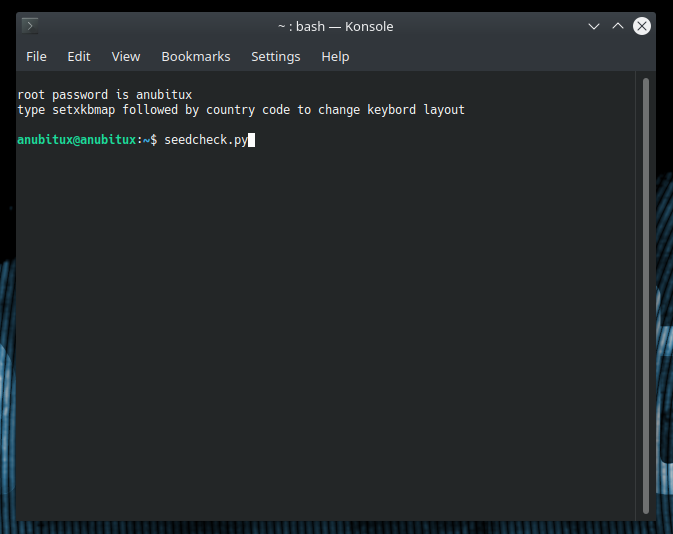 ~ : bash — Konsole
File Edit View Bookmarks Settings Help
root password is anubitux
type setxkbmap followed by country code to change keybord layout
anubitux@anubitux:~$ seedcheck.py